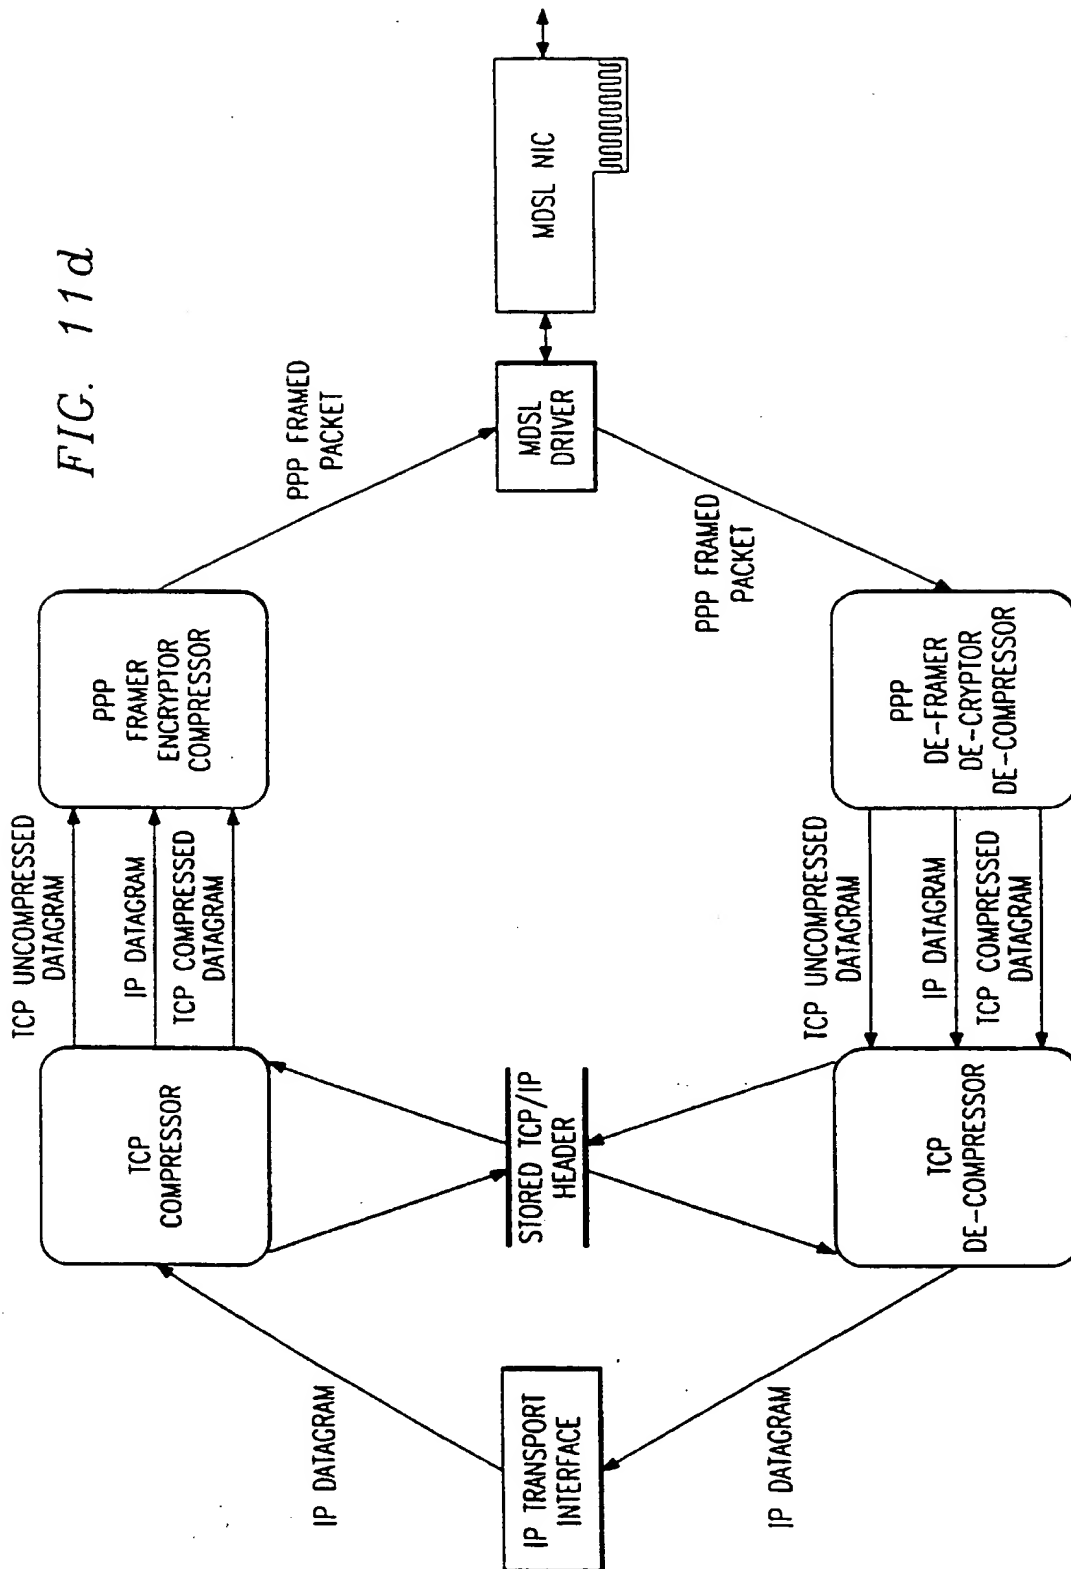 FIG. 11d
TCP
COMPRESSOR
TCP UNCOMPRESSED
DATAGRAM
IP DATAGRAM
TCP COMPRESSED
DATAGRAM
PPP
FRAMER
ENCRYPTOR
COMPRESSOR
PPP FRAMED
PACKET
IP DATAGRAM
IP TRANSPORT
INTERFACE
STORED TCP/IP
HEADER
MDSL
DRIVER
MDSL NIC
IP DATAGRAM
TCP
DE-COMPRESSOR
TCP UNCOMPRESSED
DATAGRAM
IP DATAGRAM
TCP COMPRESSED
DATAGRAM
PPP
DE-FRAMER
DE-CRYPTOR
DE-COMPRESSOR
PPP FRAMED
PACKET